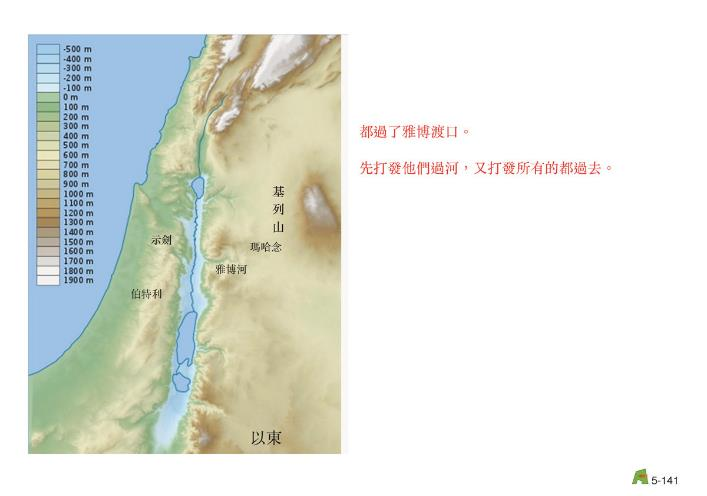 -500 m
-400 m
-300 m
-200 m
-100 m
0 m
100 m
200 m
300 m
400 m
500 m
600 m
700 m
800 m
900 m
1000 m
1100 m
1200 m
1300 m
1400 m
1500 m
1600 m
1700 m
1800 m
1900 m
基
列
山
示劍
瑪哈念
雅博河
伯特利
以東
都過了雅博渡口。
先打發他們過河，又打發所有的都過去。
5-141